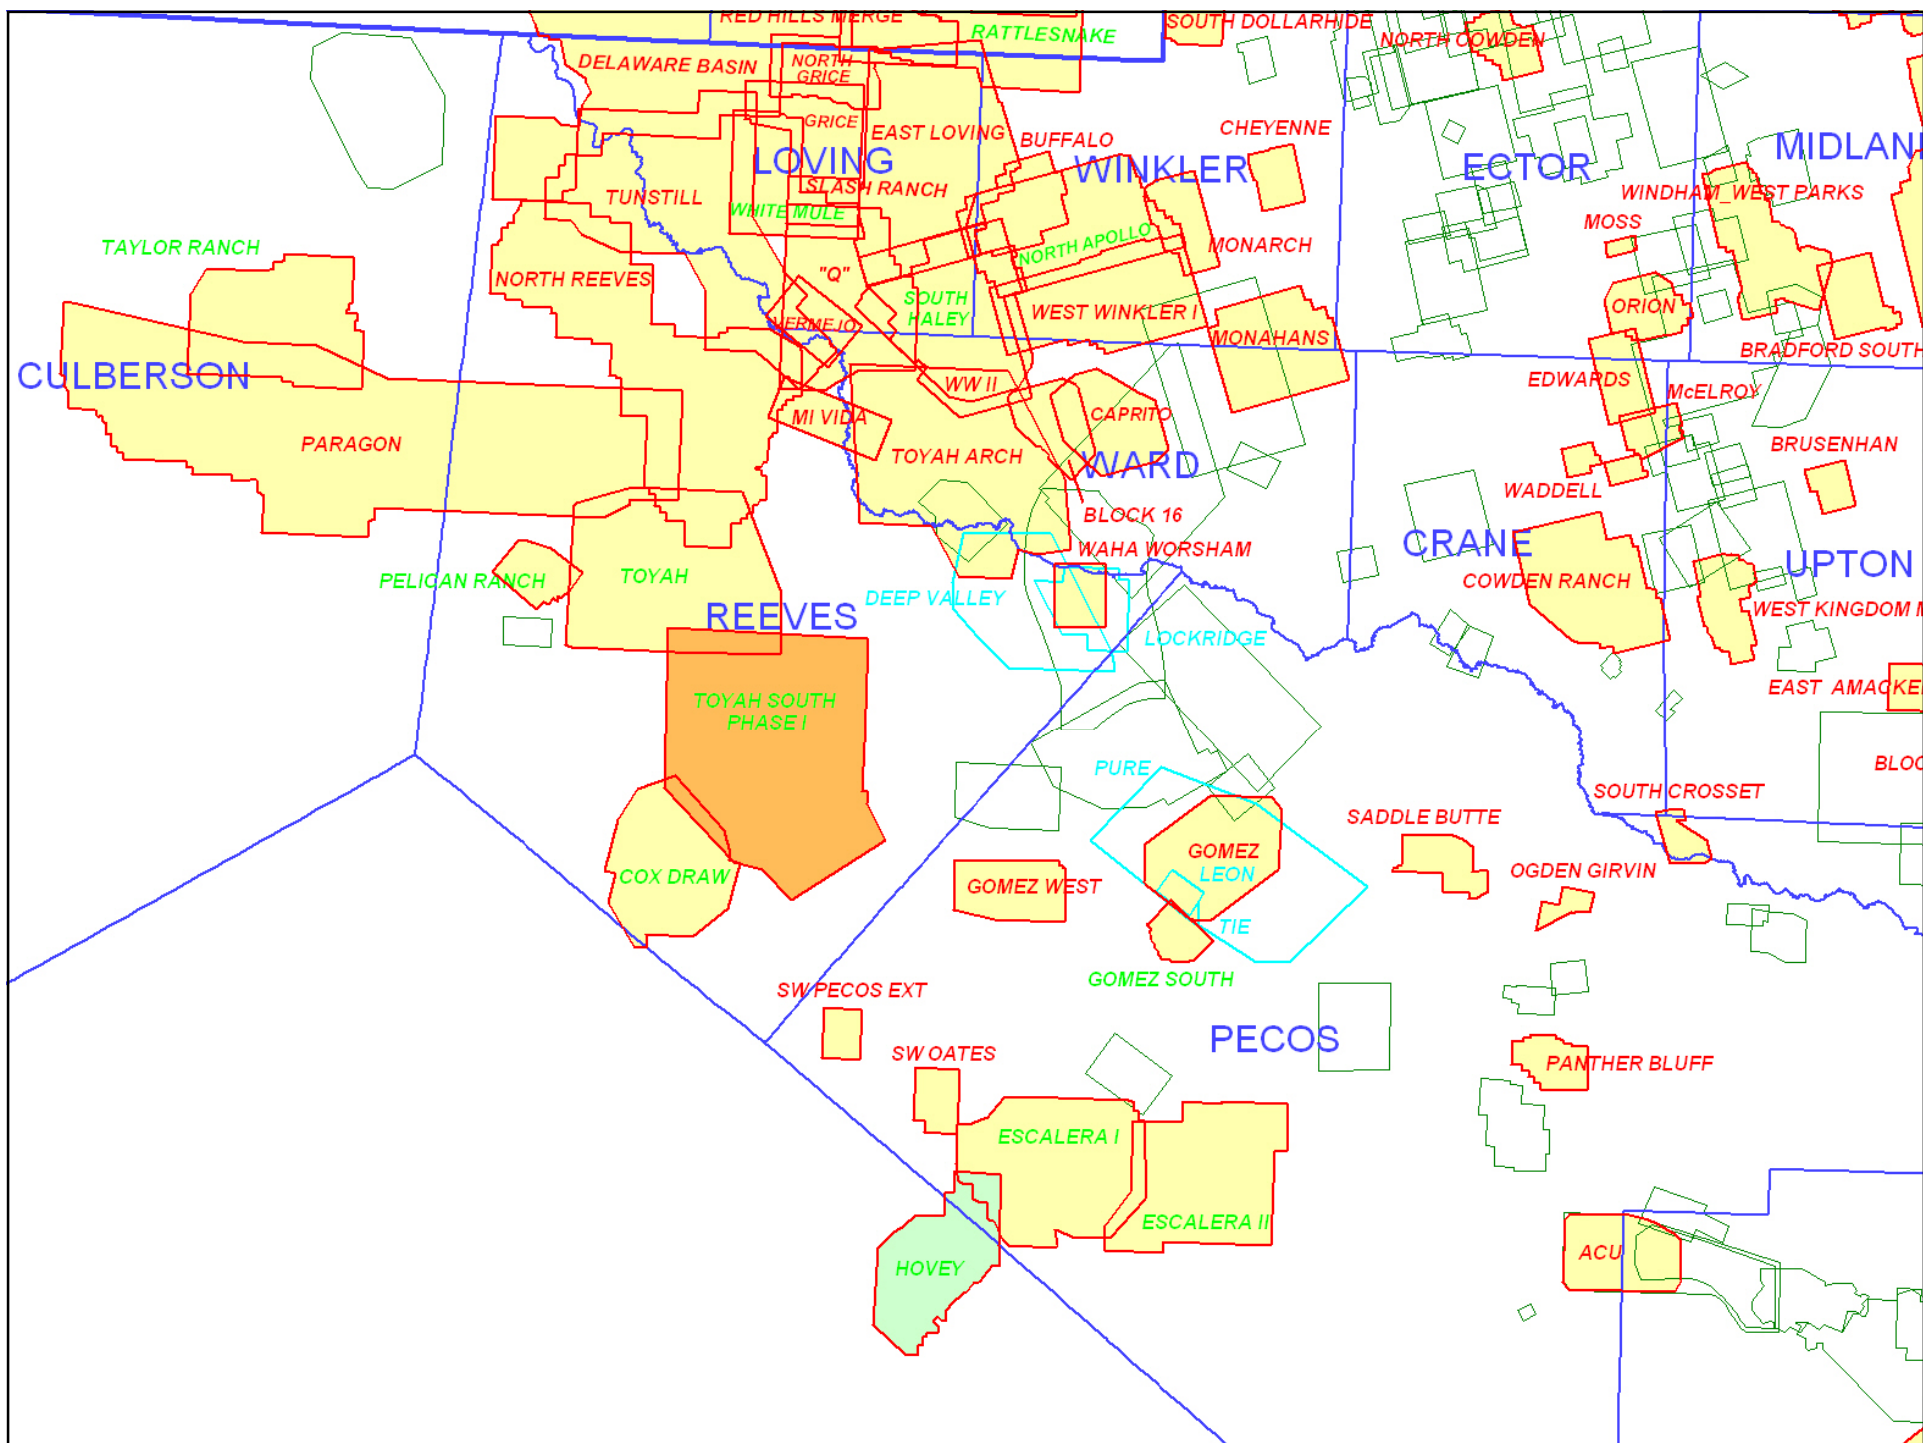 RED HILLS MERGE
RATTLESNAKE
SOUTH DOLLARHIDE
NORTH COWDEN
DELAWARE BASIN
NORTH
GRICE
GRICE
EAST LOVING
BUFFALO
CHEYENNE
LOVING
WINKLER
ECTOR
MIDLAN
TUNSTILL
SLASH RANCH
WHITE MULE
WINDHAM_WEST PARKS
MOSS
TAYLOR RANCH
NORTH APOLLO
MONARCH
NORTH REEVES
"Q"
SOUTH
HALEY
VERMEJO
WEST WINKLER I
MONAHANS
ORION
BRADFORD SOUTH
CULBERSON
WW II
EDWARDS
McELROY
MI VIDA
CAPRITO
PARAGON
TOYAH ARCH
WARD
BRUSENHAN
WADDELL
BLOCK 16
WAHA WORSHAM
CRANE
UPTON
PELICAN RANCH
TOYAH
COWDEN RANCH
DEEP VALLEY
REEVES
WEST KINGDOM M
LOCKRIDGE
TOYAH SOUTH
PHASE I
EAST AMACKE
PURE
BLOC
SOUTH CROSSET
SADDLE BUTTE
GOMEZ
LEON
OGDEN GIRVIN
COX DRAW
GOMEZ WEST
TIE
GOMEZ SOUTH
SW PECOS EXT
PECOS
SW OATES
PANTHER BLUFF
ESCALERA I
ESCALERA II
ACU
HOVEY